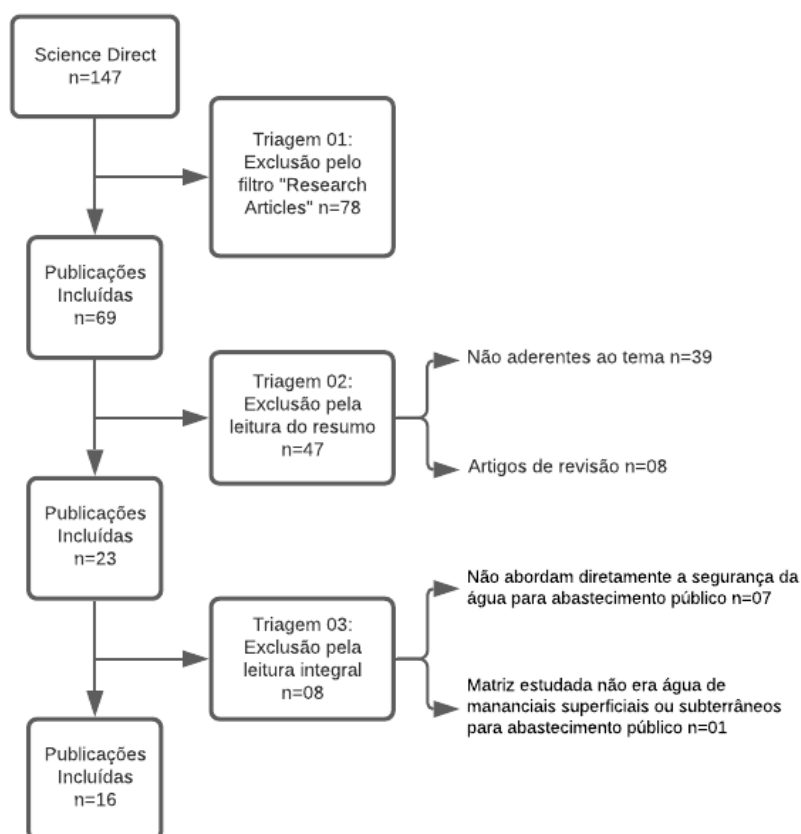 Science Direct
n=147
Triagem 01:
Exclusão pelo
filtro "Research
Articles" n=78
Publicações
Incluídas
n=69
Triagem 02:
Exclusão pela
leitura do resumo
n=47
Não aderentes ao tema n=39
Artigos de revisão n=08
Publicações
Incluídas
n=23
Triagem 03:
Exclusão pela
leitura integral
n=08
Não abordam diretamente a segurança da
água para abastecimento público n=07
Matriz estudada não era água de
mananciais superficiais ou subterrâneos
para abastecimento público n=01
Publicações
Incluídas
n=16